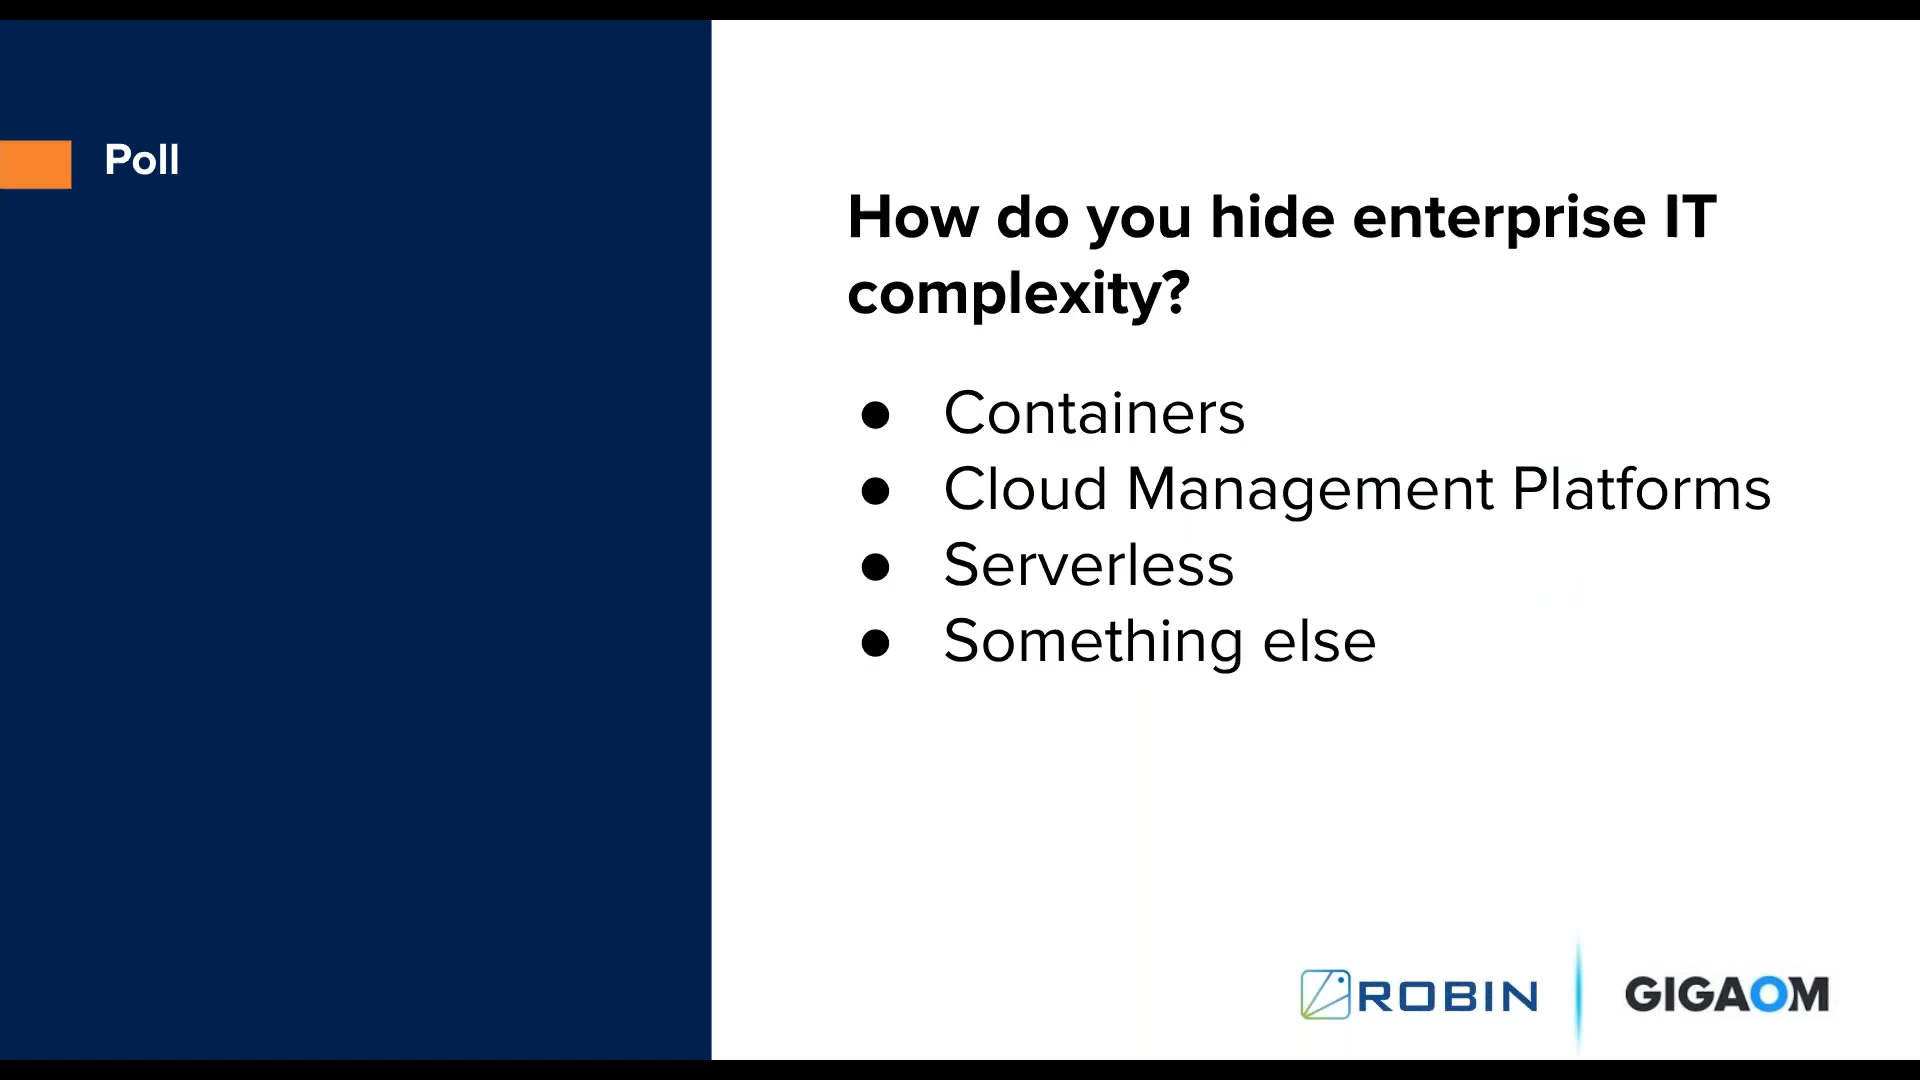 Poll
How do you hide enterprise IT
complexity?
● Containers
● Cloud Management Platforms
● Serverless
● Something else
ROBIN
GIGAOM